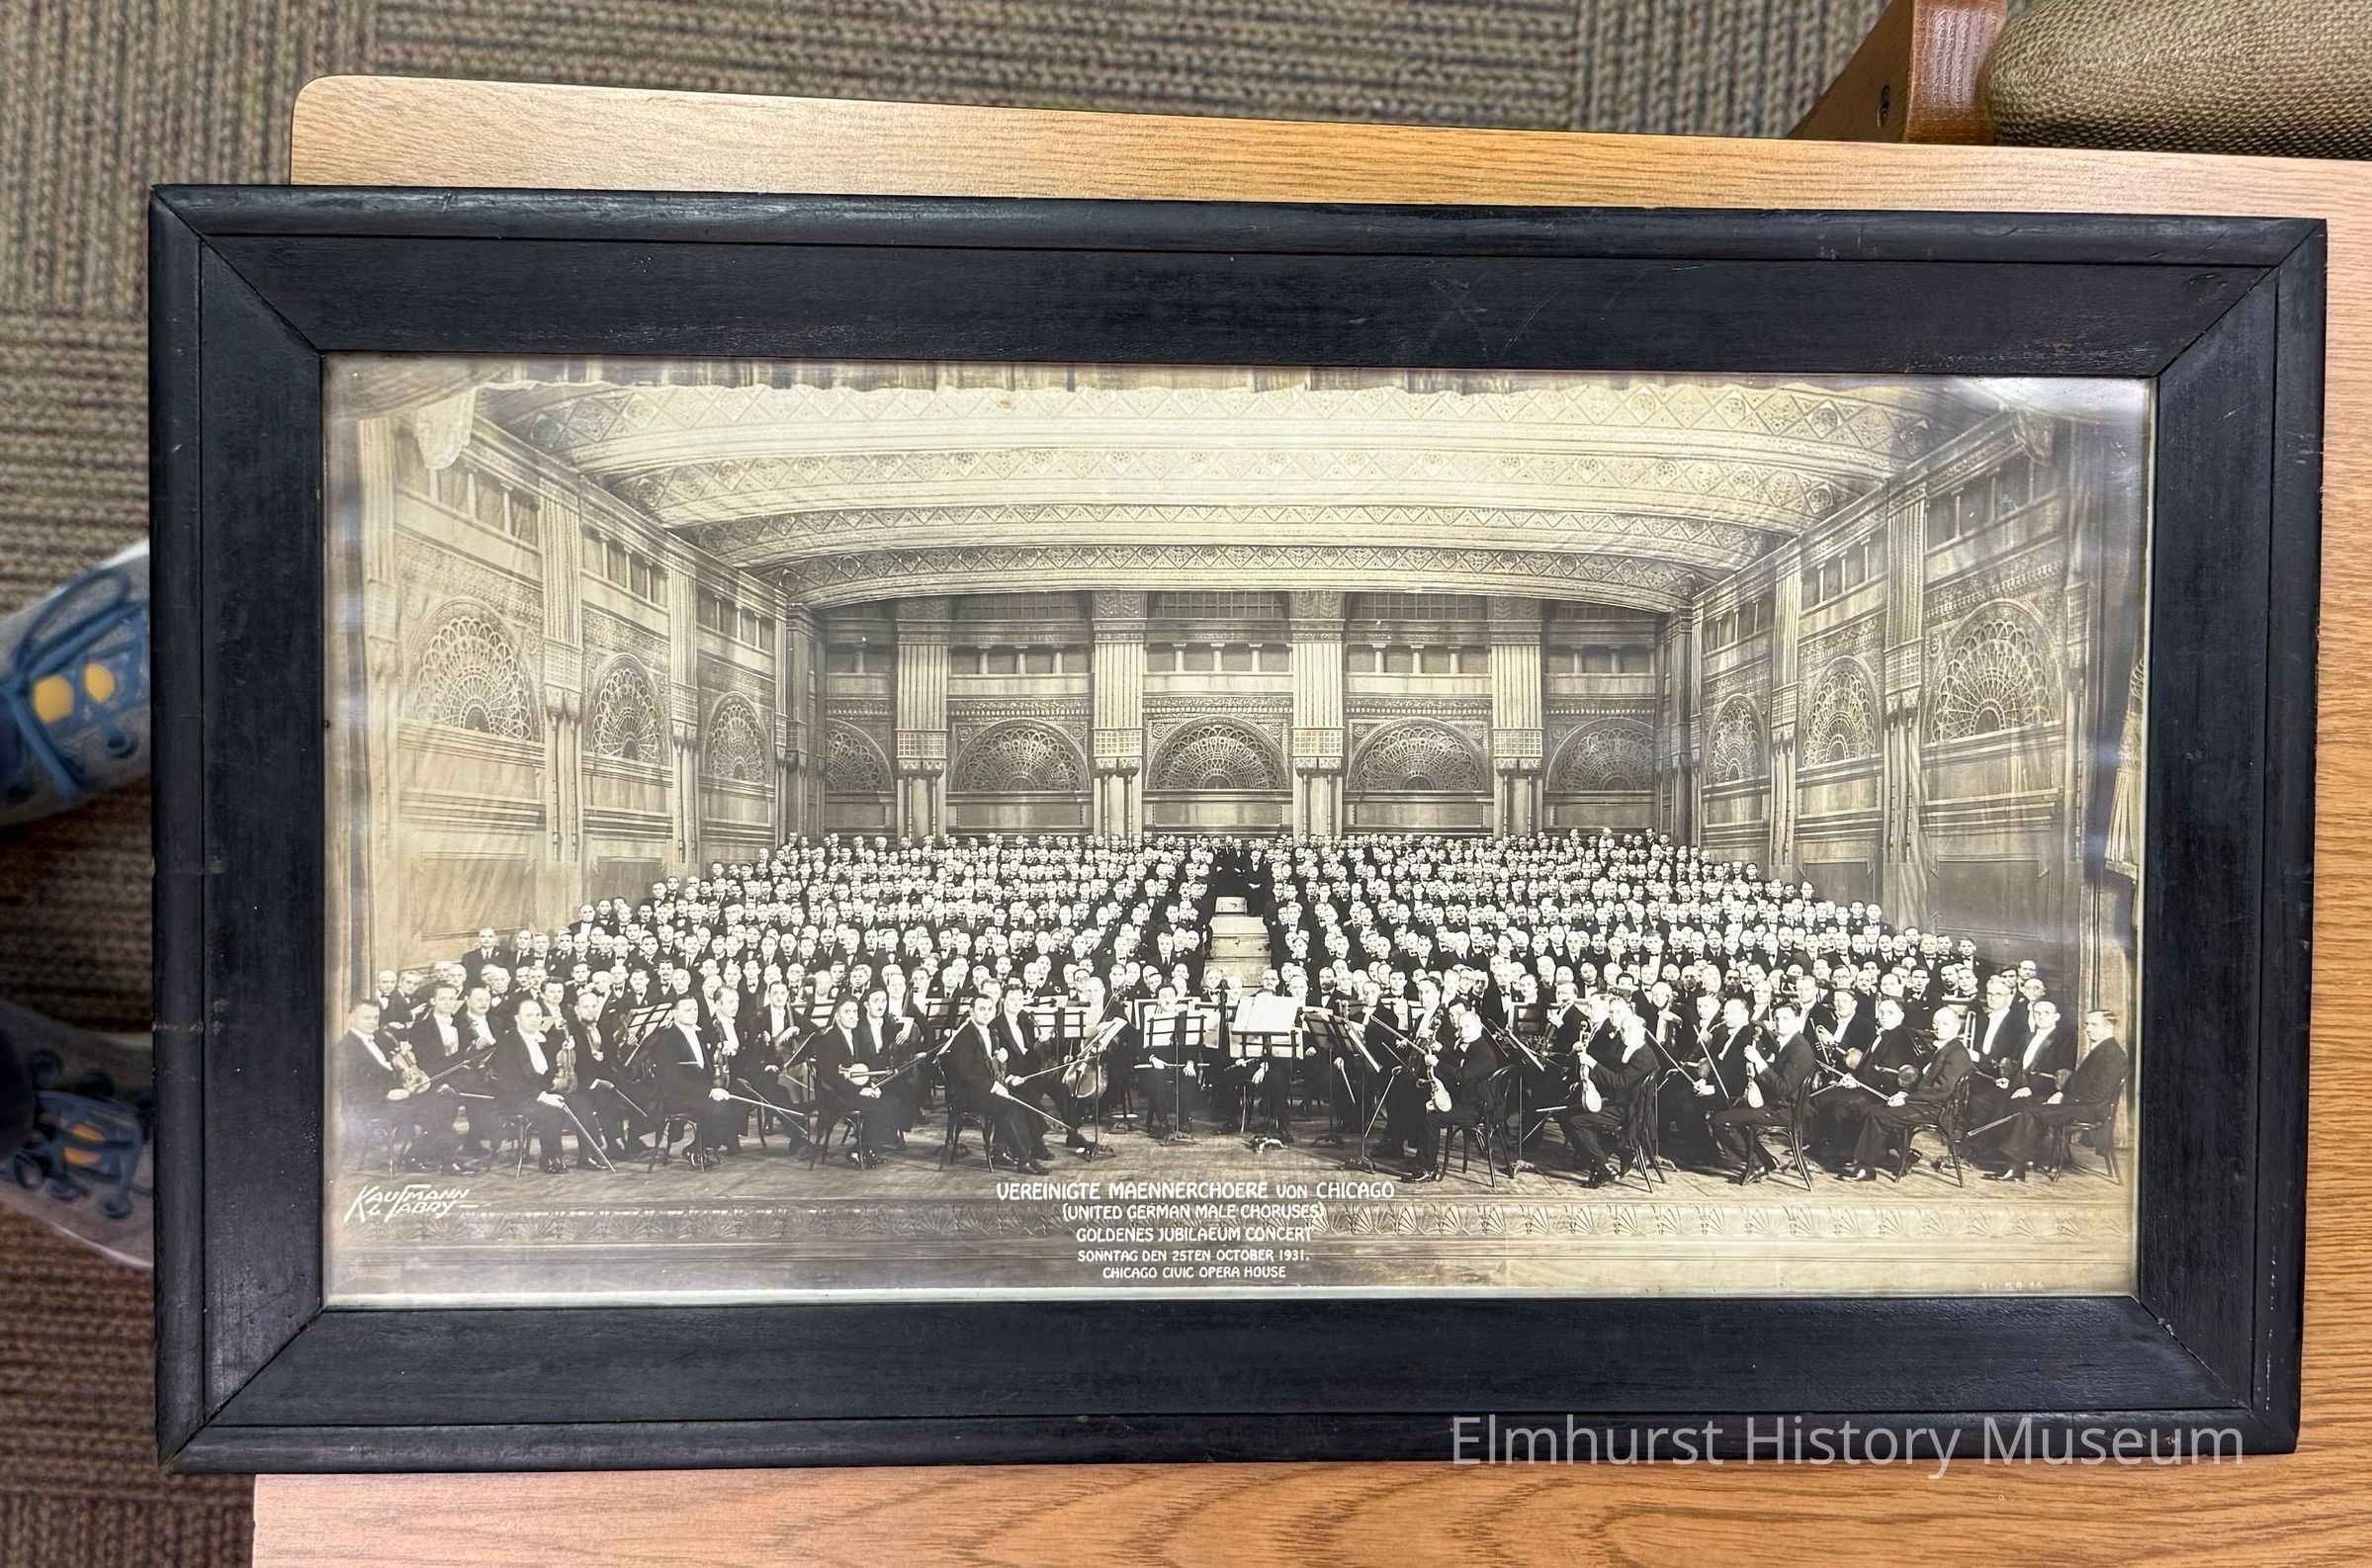 KAUFMANN
& FABRY
VEREINIGTE MAENNERCHOERE VON CHICAGO
(UNITED GERMAN MALE CHORUSES)
GOLDENES JUBILAEUM CONCERT
SONNTAG DEN 25TEN OCTOBER 1931.
CHICAGO CIVIC OPERA HOUSE
Elmhurst History Museum